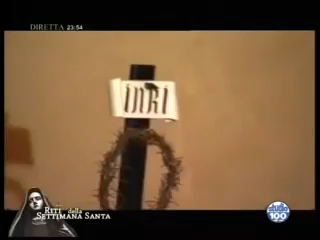 DIRETTA 23:54
INRI
RITI della
SETTIMANA SANTA
studio
100